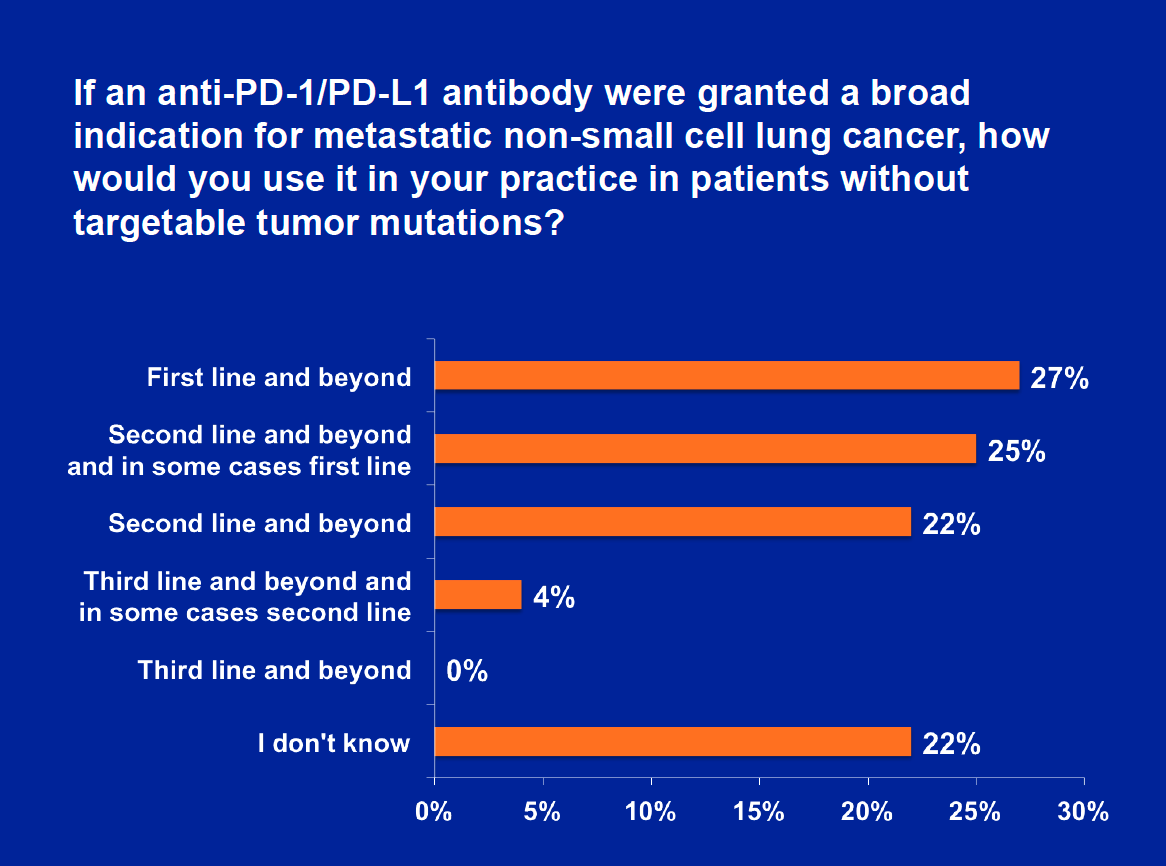 If an anti-PD-1/PD-L1 antibody were granted a broad
indication for metastatic non-small cell lung cancer, how
would you use it in your practice in patients without
targetable tumor mutations?
First line and beyond
27%
Second line and beyond
and in some cases first line
25%
Second line and beyond
22%
Third line and beyond and
in some cases second line
4%
Third line and beyond
0%
I don't know
22%
0% 5% 10% 15% 20% 25% 30%